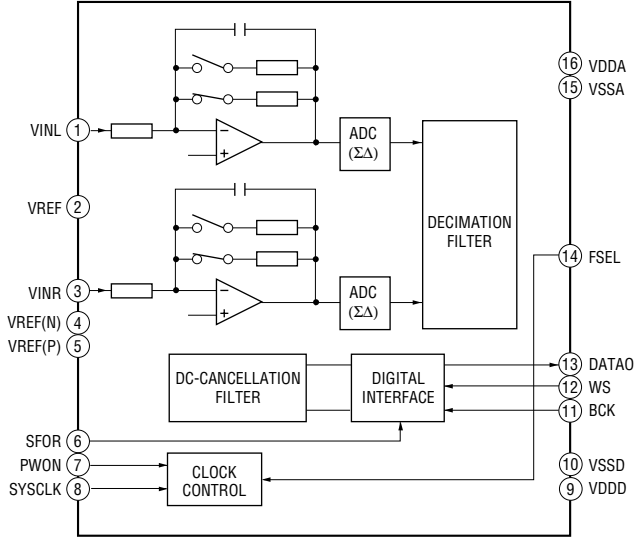 16 VDDA
15 VSSA
VINL 1
−
+
ADC
(ΣΔ)
VREF 2
DECIMATION
FILTER
14 FSEL
VINR 3
−
+
ADC
(ΣΔ)
VREF(N) 4
VREF(P) 5
DC-CANCELLATION
FILTER
DIGITAL
INTERFACE
13 DATAO
12 WS
11 BCK
SFOR 6
PWON 7
SYSCLK 8
CLOCK
CONTROL
10 VSSD
9 VDDD